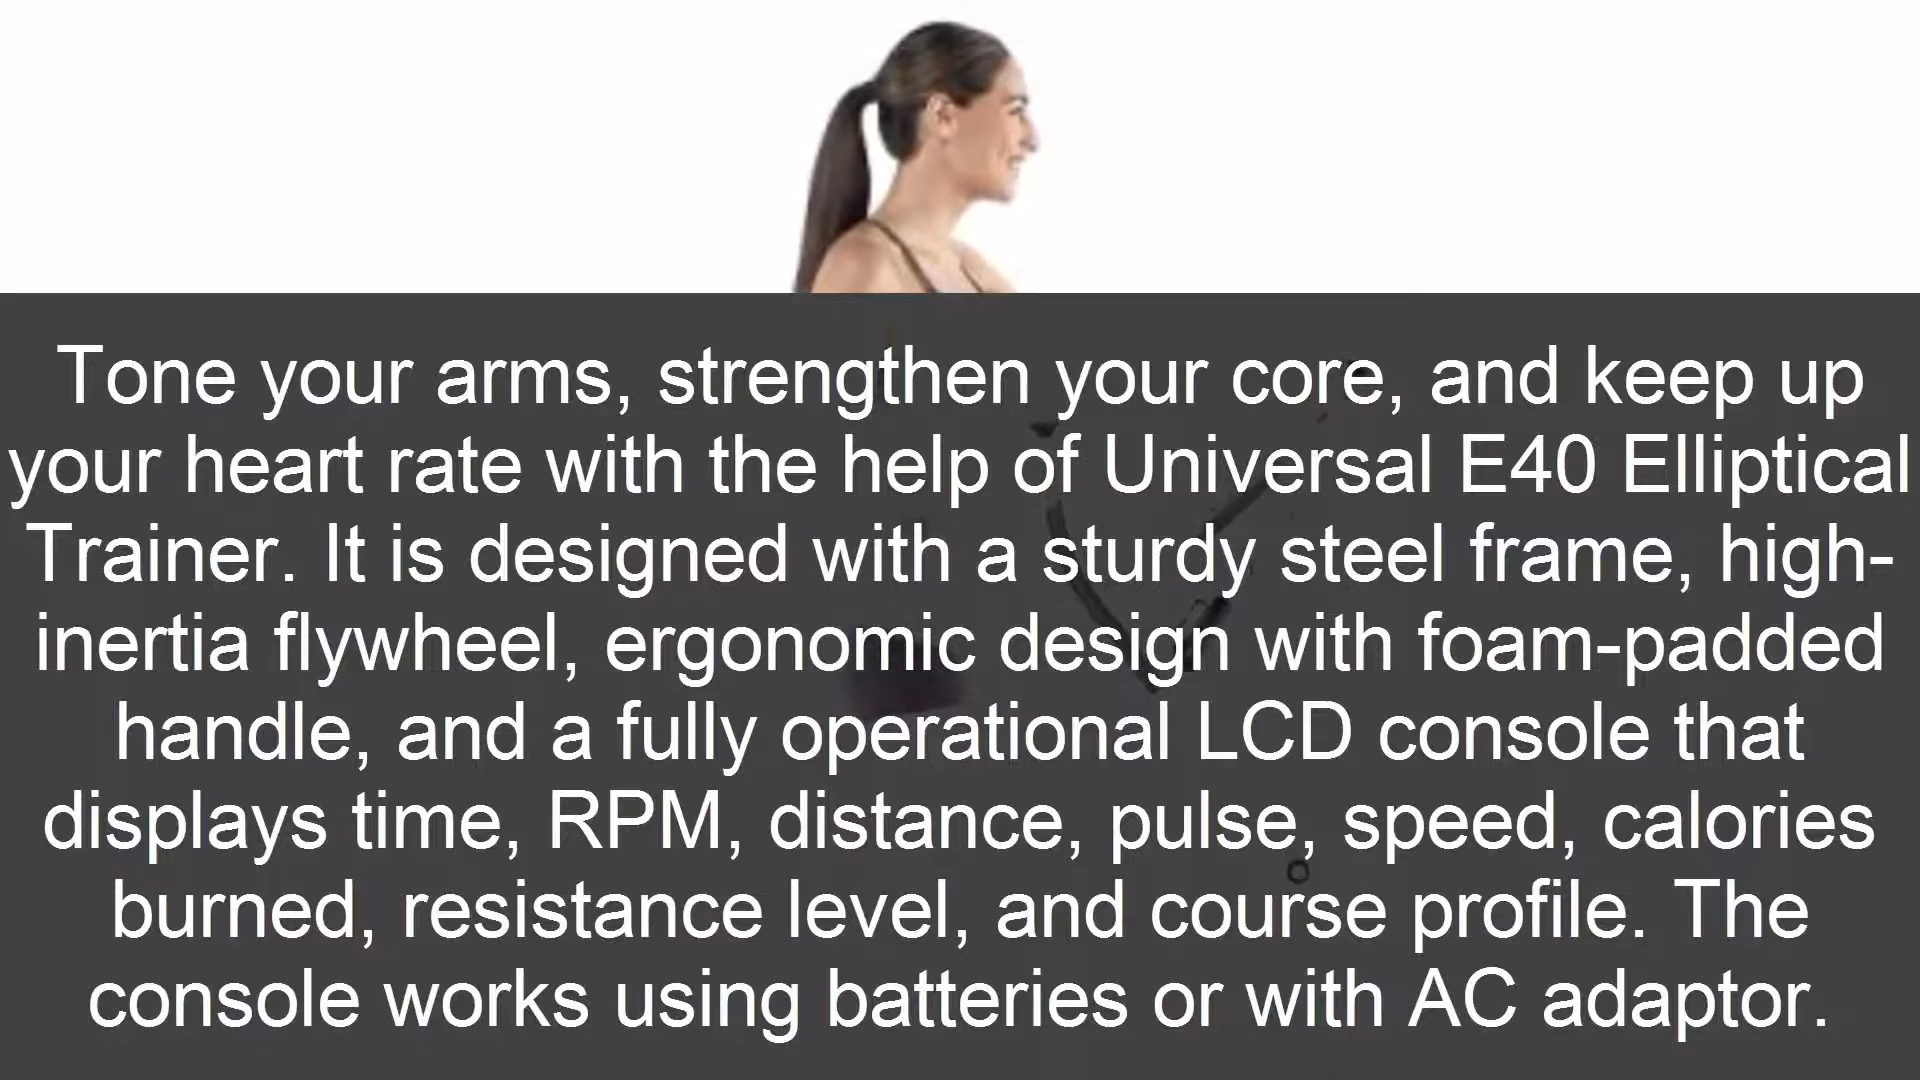 Tone your arms, strengthen your core, and keep up
your heart rate with the help of Universal E40 Elliptical
Trainer. It is designed with a sturdy steel frame, high-
inertia flywheel, ergonomic design with foam-padded
handle, and a fully operational LCD console that
displays time, RPM, distance, pulse, speed, calories
burned, resistance level, and course profile. The
console works using batteries or with AC adaptor.